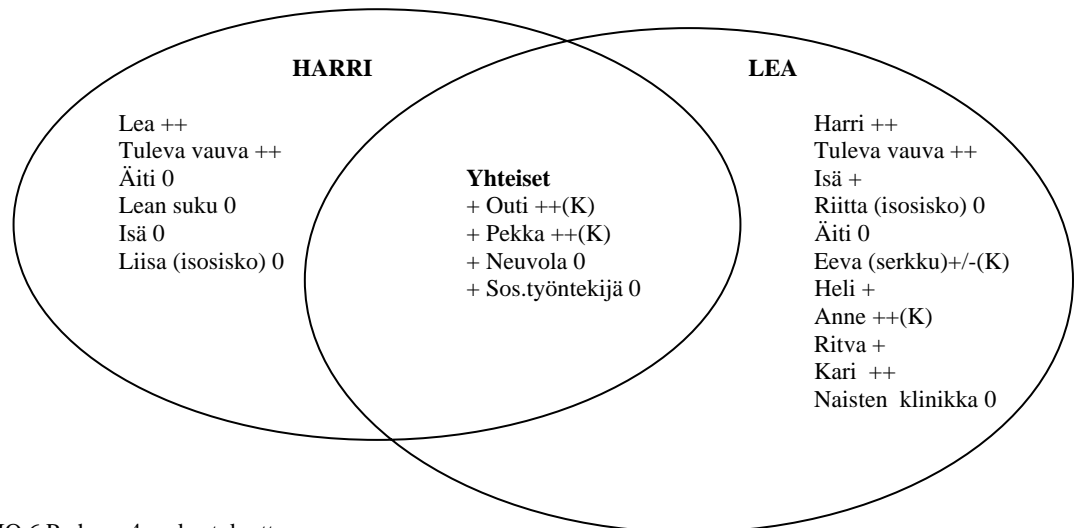 HARRI
Lea ++
Tuleva vauva ++
Äiti 0
Lean suku 0
Isä 0
Liisa (isosisko) 0
Yhteiset
+ Outi ++(K)
+ Pekka ++(K)
+ Neuvola 0
+ Sos.työntekijä 0
LEA
Harri ++
Tuleva vauva ++
Isä +
Riitta (isosisko) 0
Äiti 0
Eeva (serkku)+/-(K)
Heli +
Anne ++(K)
Ritva +
Kari ++
Naisten klinikka 0